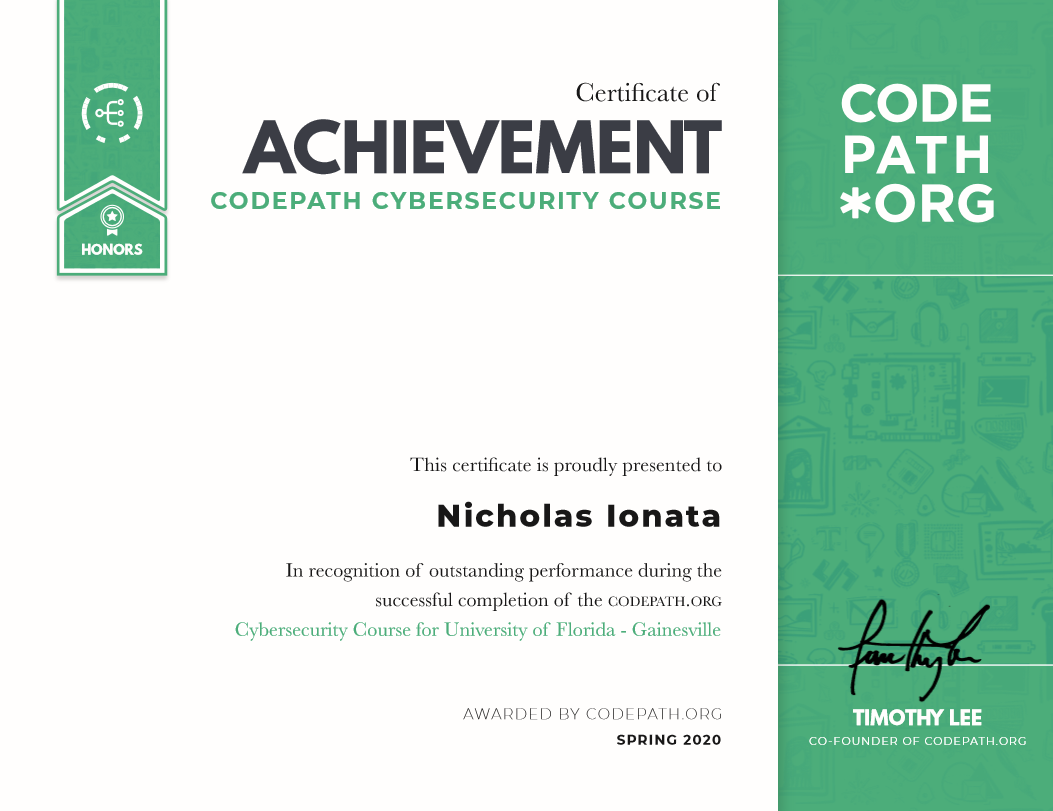 Certificate of
ACHIEVEMENT
CODEPATH CYBERSECURITY COURSE
HONORS
CODE
PATH
*ORG
This certificate is proudly presented to
Nicholas Ionata
In recognition of outstanding performance during the
successful completion of the CODEPATH.ORG
Cybersecurity Course for University of Florida - Gainesville
AWARDED BY CODEPATH.ORG
SPRING 2020
TIMOTHY LEE
CO-FOUNDER OF CODEPATH.ORG